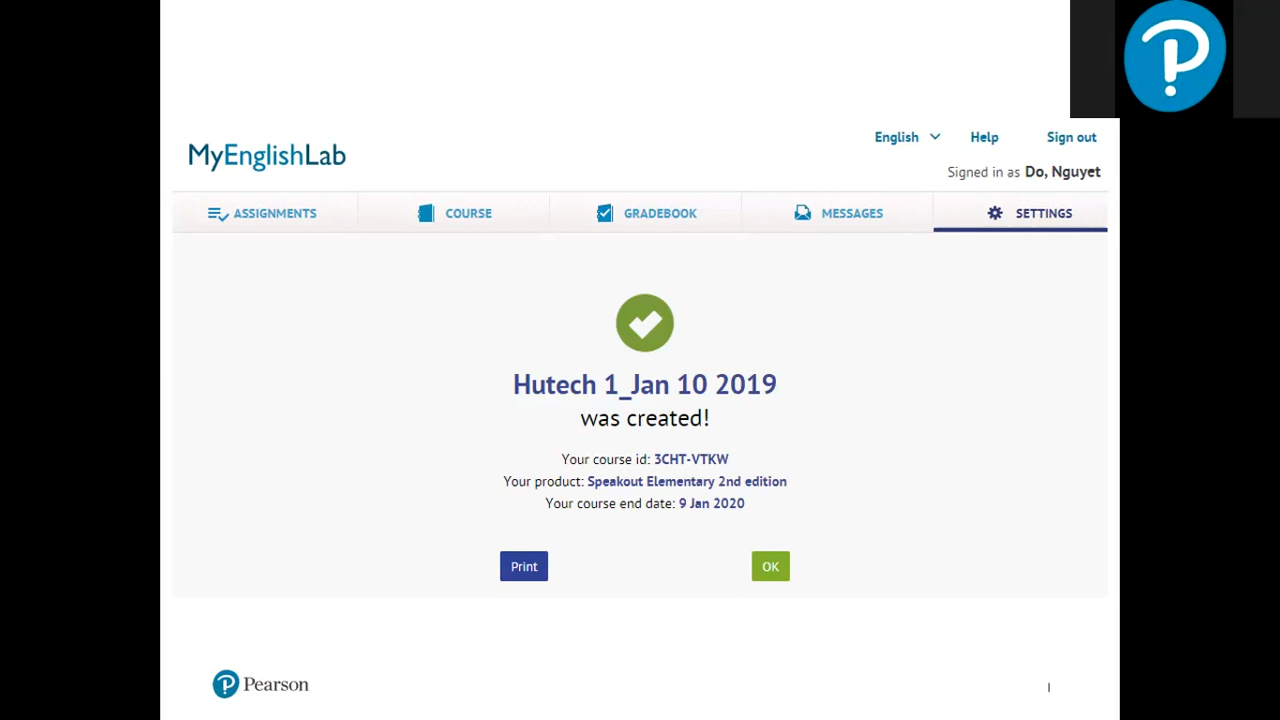 MyEnglishLab
English Help Sign out
Signed in as Do, Nguyet
ASSIGNMENTS COURSE GRADEBOOK MESSAGES SETTINGS
Hutech 1_Jan 10 2019
was created!
Your course id: 3CHT-VTKW
Your product: Speakout Elementary 2nd edition
Your course end date: 9 Jan 2020
Print OK
Pearson